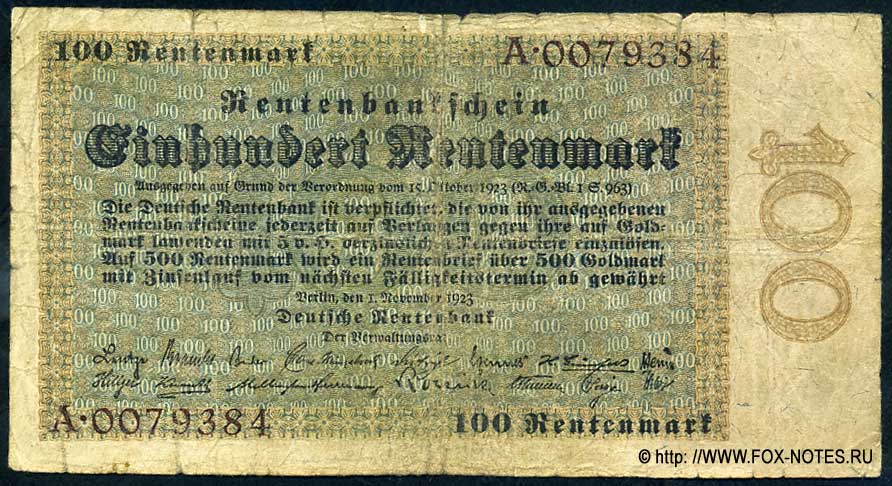 100 Rentenmark A·0079384
Rentenbankschein
Einhundert Rentenmark
Ausgegeben auf Grund der Verordnung vom 15. Oktober 1923 (R.-G.-Bl. I S. 963)
Die Deutsche Rentenbank ist verpflichtet, die von ihr ausgegebenen
Rentenbankscheine jederzeit auf Verlangen gegen ihre auf Gold-
mark lautenden mit 5 v. H. verzinslichen Rentenbriefe einzulösen.
Auf 500 Rentenmark wird ein Rentenbrief über 500 Goldmark
mit Zinsenlauf vom nächsten Fälligkeitstermin ab gewährt
Berlin, den 1. November 1923
Deutsche Rentenbank
Der Verwaltungsrat
A·0079384 100 Rentenmark
100
© http://www.FOX-NOTES.RU